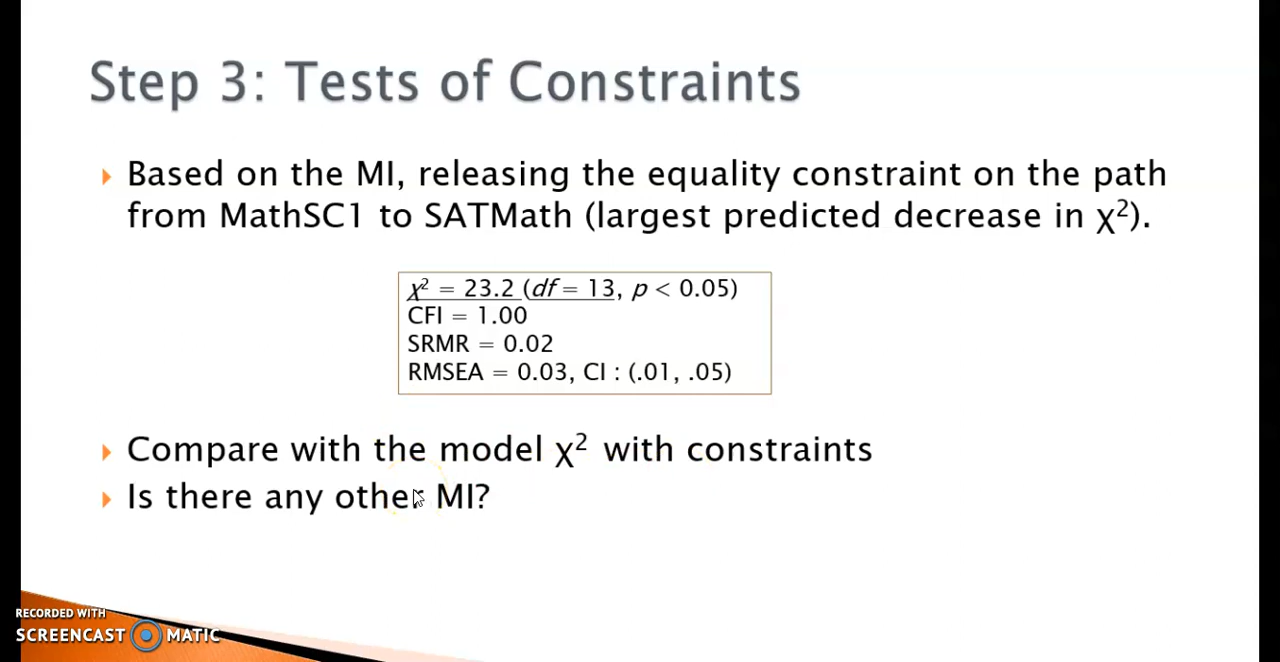 Step 3: Tests of Constraints
Based on the MI, releasing the equality constraint on the path
from MathSC1 to SATMath (largest predicted decrease in χ²).
χ² = 23.2 (df = 13, p < 0.05)
CFI = 1.00
SRMR = 0.02
RMSEA = 0.03, CI : (.01, .05)
Compare with the model χ² with constraints
Is there any other MI?
RECORDED WITH
SCREENCAST MATIC